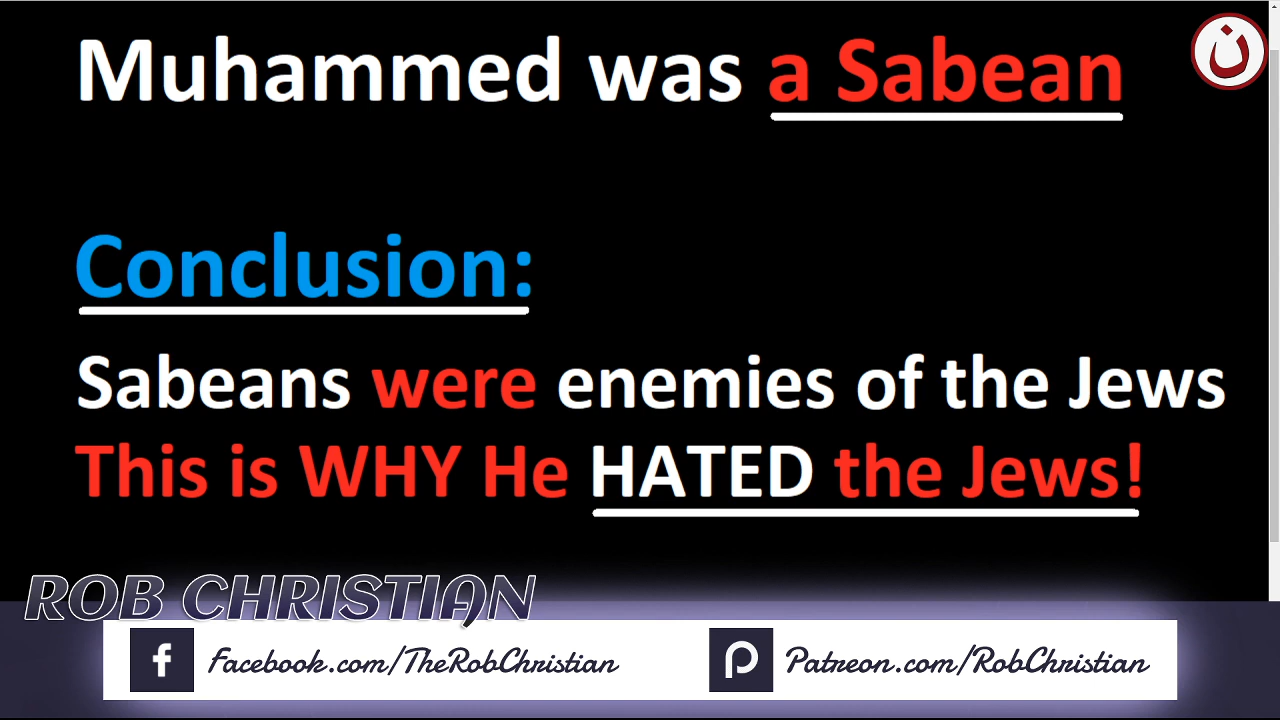 Muhammed was a Sabean
ن
Conclusion:
Sabeans were enemies of the Jews
This is WHY He HATED the Jews!
ROB CHRISTIAN
f Facebook.com/TheRobChristian
Patreon.com/RobChristian